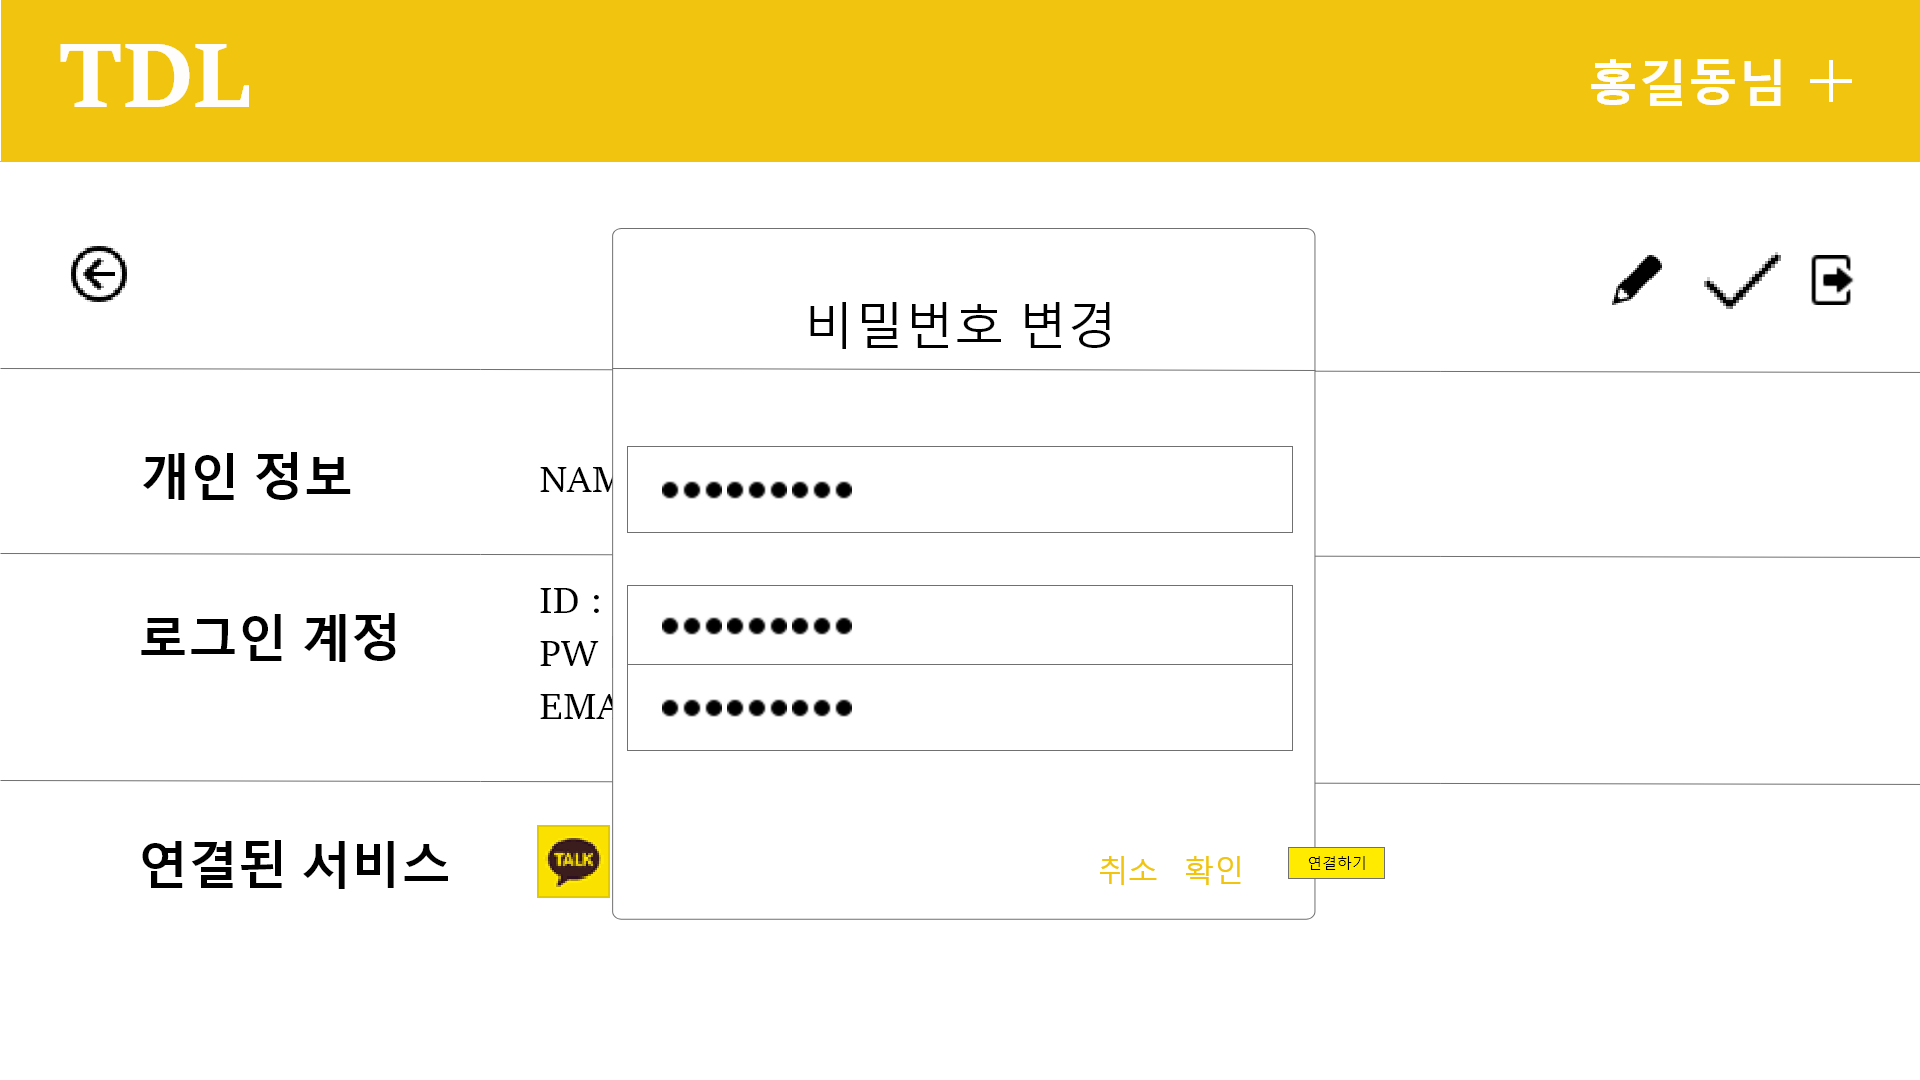 TDL
홍길동님
비밀번호 변경
개인 정보
NAM
로그인 계정
ID :
PW
EMA
연결된 서비스
TALK
취소 확인
연결하기